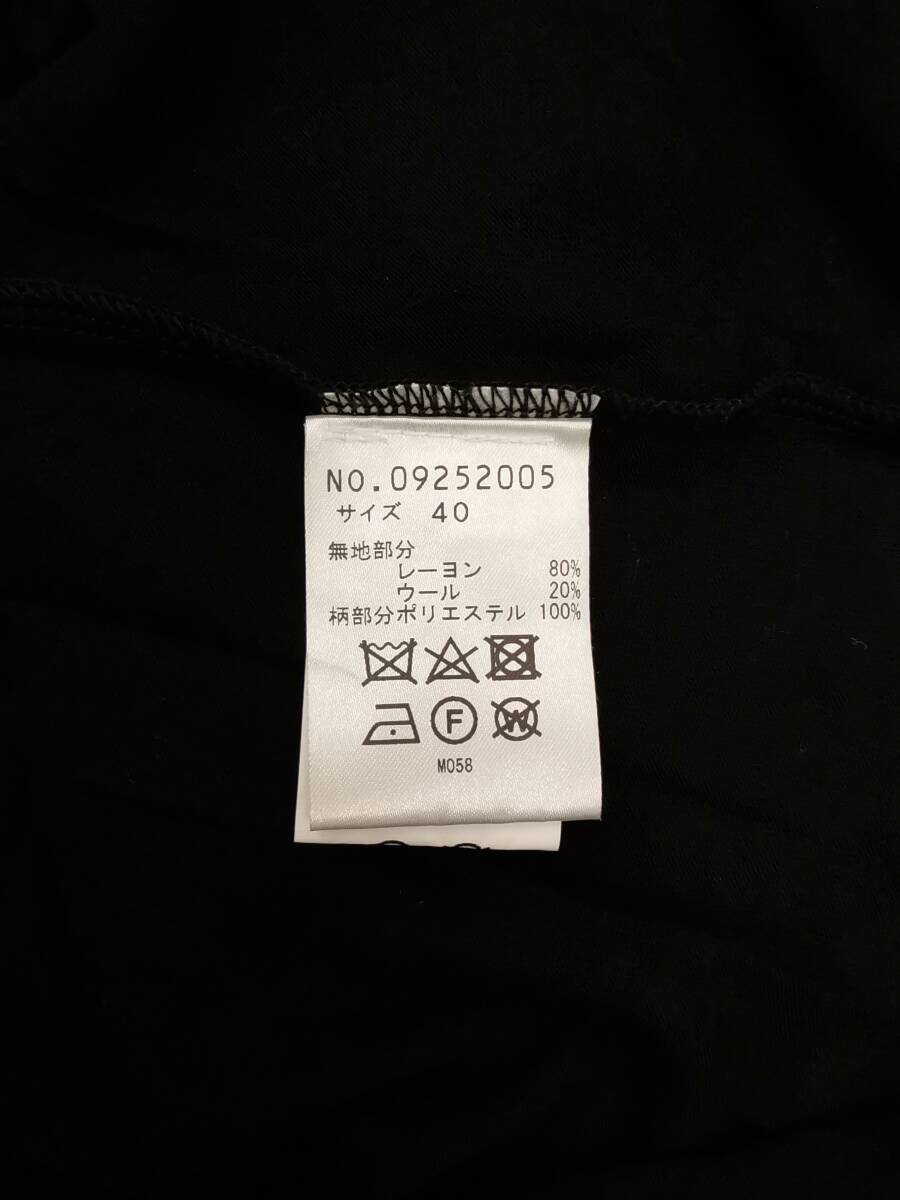 NO.09252005
サイズ 40
無地部分
レーヨン 80%
ウール 20%
柄部分ポリエステル 100%
F W
M058